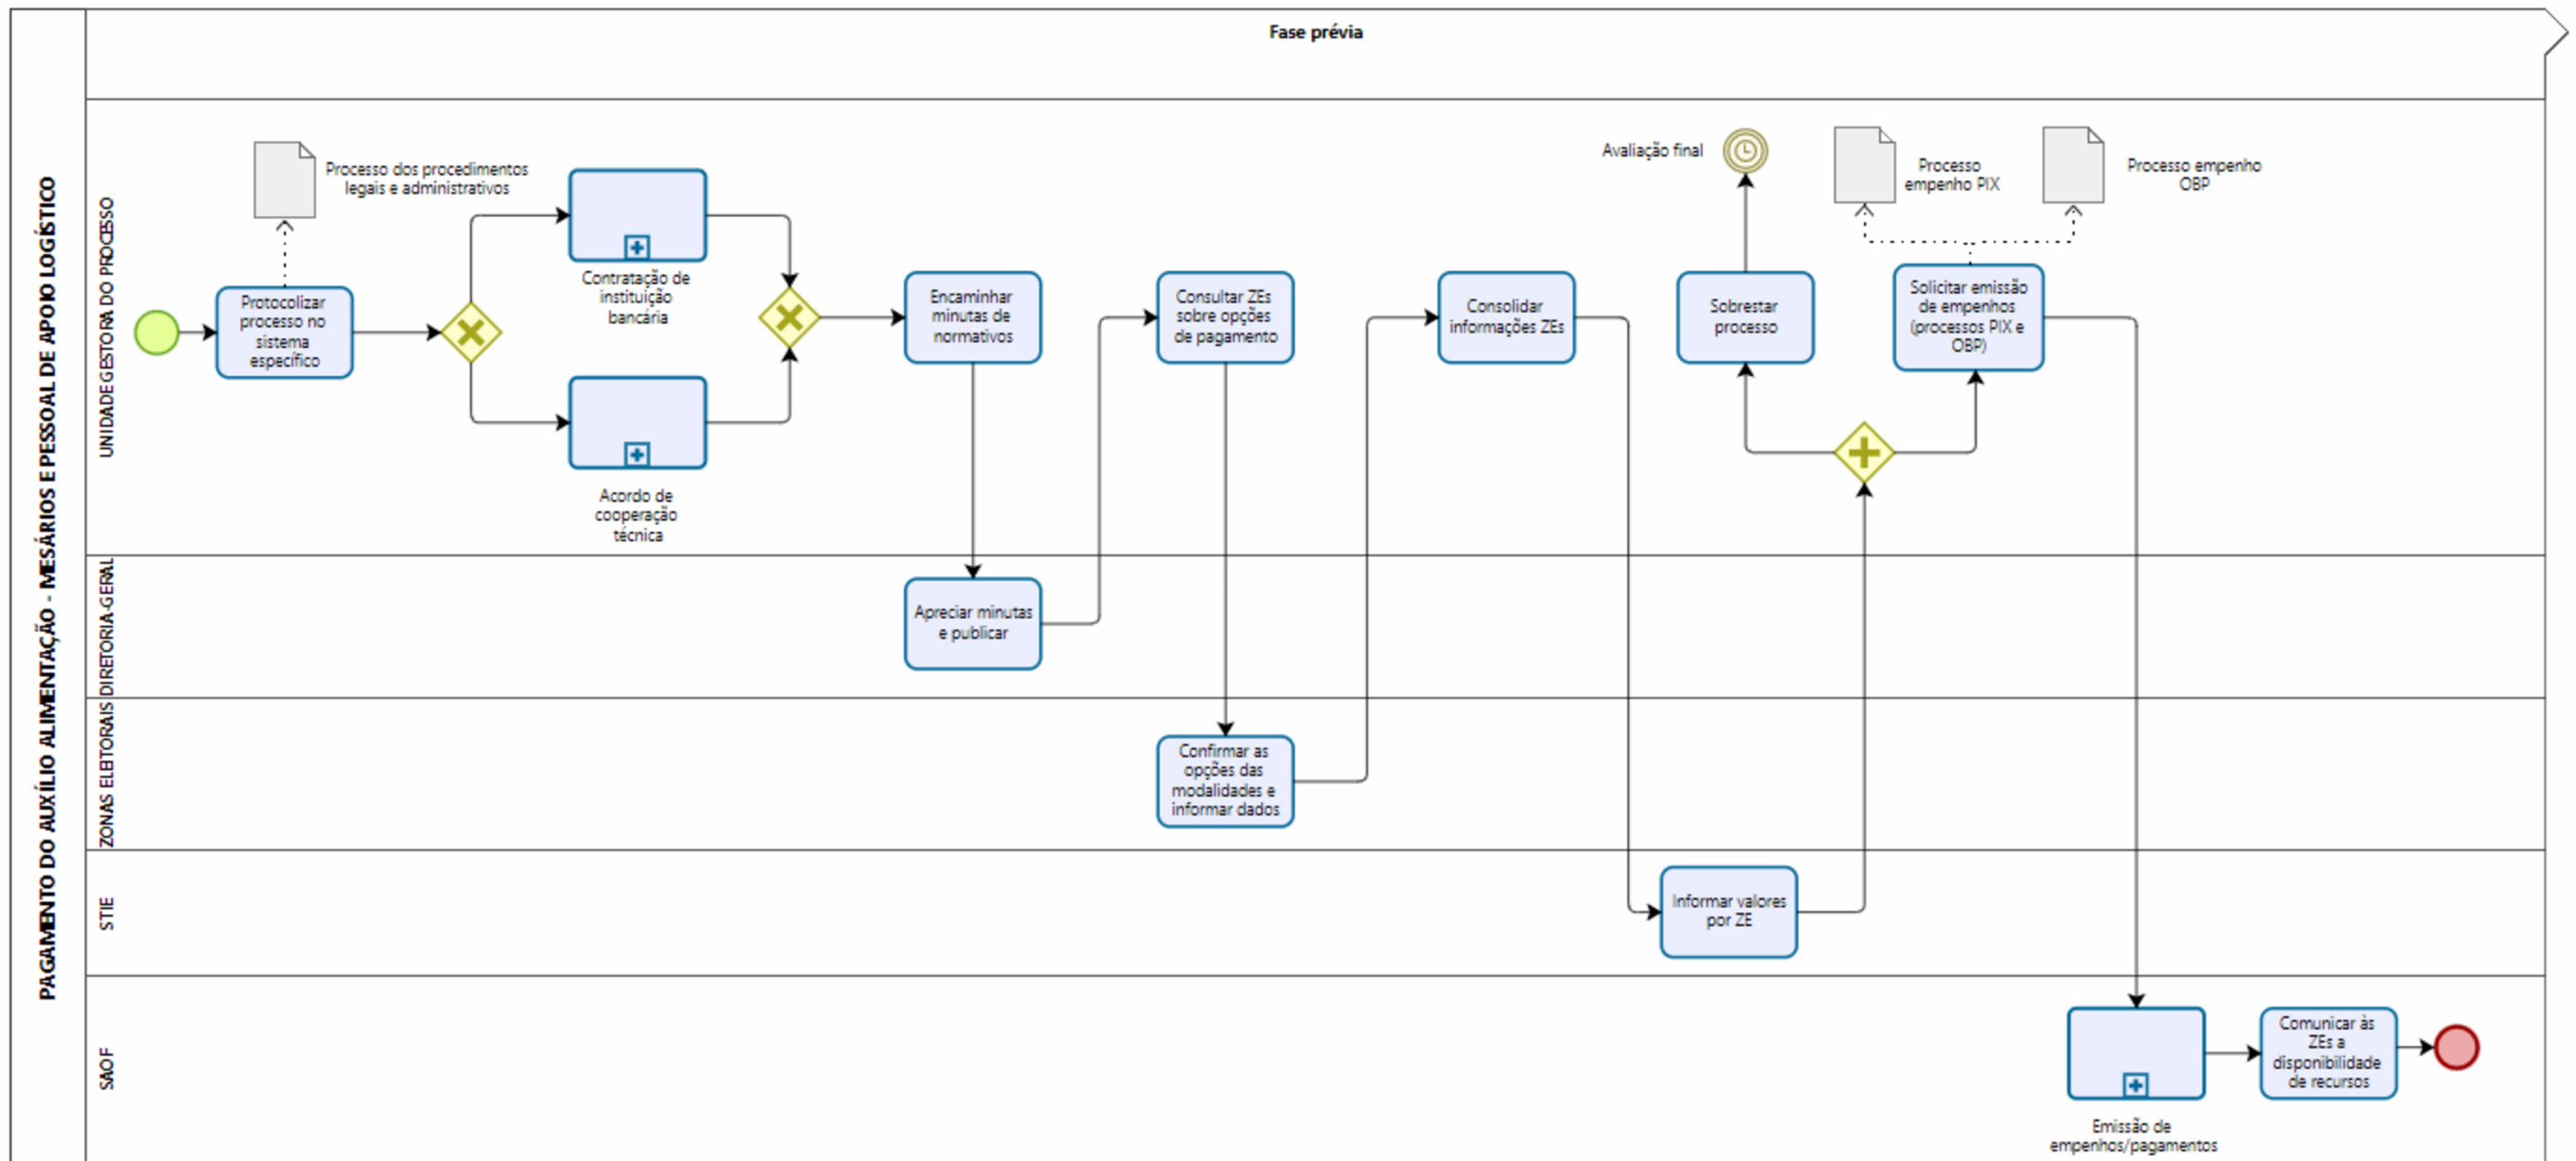 Fase prévia
PAGAMENTO DO AUXÍLIO ALIMENTAÇÃO - MESÁRIOS E PESSOAL DE APOIO LOGÍSTICO
UNIDADE GESTORA DO PROCESSO
Processo dos procedimentos
legais e administrativos
Protocolizar
processo no
sistema
específico
Contratação de
instituição
bancária
Acordo de
cooperação
técnica
Encaminhar
minutas de
normativos
Consultar ZEs
sobre opções
de pagamento
Consolidar
informações ZEs
Avaliação final
Sobrestar
processo
Processo
empenho PIX
Processo empenho
OBP
Solicitar emissão
de empenhos
(processos PIX e
OBP)
DIRETORIA-GERAL
Apreciar minutas
e publicar
ZONAS ELEITORAIS
Confirmar as
opções das
modalidades e
informar dados
STIE
Informar valores
por ZE
SAOF
Emissão de
empenhos/pagamentos
Comunicar às
ZEs a
disponibilidade
de recursos